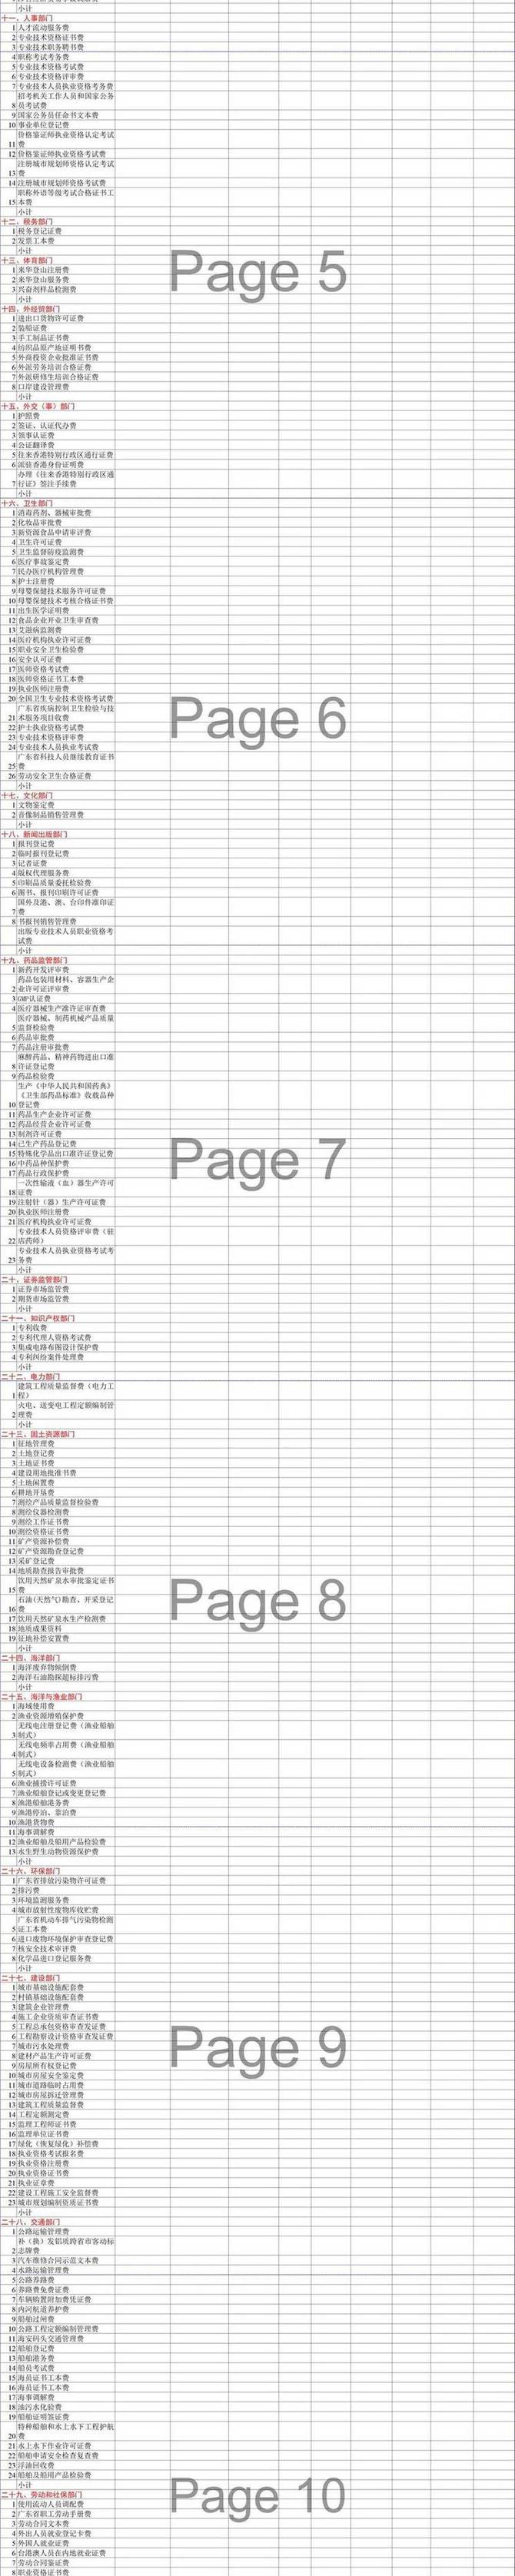 小计
十一、人事部门
1 人才流动服务费
2 专业技术资格证书费
3 专业技术职务聘书费
4 职称考试考务费
5 专业技术资格考试费
6 专业技术资格评审费
7 专业技术人员执业资格考务费
招考机关工作人员和国家公务
8 员考试费
9 国家公务员任命书文本费
10 事业单位登记费
价格鉴证师执业资格认定考试
11 费
12 价格鉴证师执业资格考试费
注册城市规划师资格认定考试
13 费
14 注册城市规划师资格考试费
职称外语等级考试合格证书工
15 本费
小计
十二、税务部门
1 税务登记证费
2 发票工本费
小计
十三、体育部门
1 来华登山注册费
2 来华登山服务费
3 兴奋剂样品检测费
小计
Page 5
十四、外经贸部门
1 进出口货物许可证费
2 装船证费
3 手工制品证书费
4 纺织品原产地证明书费
5 外商投资企业批准证书费
6 外派劳务培训合格证费
7 外派研修生培训合格证费
8 口岸建设管理费
小计
十五、外交（事）部门
1 护照费
2 签证、认证代办费
3 领事认证费
4 公证翻译费
5 往来香港特别行政区通行证费
6 派驻香港身份证明费
办理《往来香港特别行政区通
7 行证》签注手续费
小计
十六、卫生部门
1 消毒药剂、器械审批费
2 化妆品审批费
3 新资源食品申请审评费
4 卫生许可证费
5 卫生监督防疫监测费
6 医疗事故鉴定费
7 民办医疗机构管理费
8 护士注册费
9 母婴保健技术服务许可证费
10 母婴保健技术考核合格证书费
11 出生医学证明费
12 食品企业开业卫生审查费
13 艾滋病监测费
14 医疗机构执业许可证费
15 职业安全卫生检验费
16 安全认可证费
17 医师资格考试费
18 医师资格证书工本费
19 执业医师注册费
20 全国卫生专业技术资格考试费
广东省疾病控制卫生检验与技
21 术服务项目收费
22 护士执业资格考试费
23 专业技术资格评审费
24 专业技术人员执业考试费
广东省科技人员继续教育证书
25 费
26 劳动安全卫生合格证费
小计
Page 6
十七、文化部门
1 文物鉴定费
2 音像制品销售管理费
小计
十八、新闻出版部门
1 报刊登记费
2 临时报刊登记费
3 记者证费
4 版权代理服务费
5 印刷品质量委托检验费
6 图书、报刊印刷许可证费
国外及港、澳、台印件准印证
7 费
8 书报刊销售管理费
出版专业技术人员职业资格考
试费
小计
十九、药品监管部门
1 新药开发评审费
药品包装用材料、容器生产企
2 业许可证评审费
3 GMP认证费
4 医疗器械生产准许证审查费
医疗器械、制药机械产品质量
5 监督检验费
6 药品审批费
7 药品注册审批费
麻醉药品、精神药物进出口准
8 许证登记费
9 药品检验费
生产《中华人民共和国药典》
《卫生部药品标准》收载品种
10 登记费
11 药品生产企业许可证费
12 药品经营企业许可证费
13 制剂许可证费
14 已生产药品登记费
15 特殊化学品出口准许证登记费
16 中药品种保护费
17 药品行政保护费
一次性输液（血）器生产许可
18 证费
19 注射针（器）生产许可证费
20 执业医师注册费
21 医疗机构执业许可证费
专业技术人员资格评审费（驻
22 店药师）
专业技术人员执业资格考试考
23 务费
小计
Page 7
二十、证券监管部门
1 证券市场监管费
2 期货市场监管费
小计
二十一、知识产权部门
1 专利收费
2 专利代理人资格考试费
3 集成电路布图设计保护费
4 专利纠纷案件处理费
小计
二十二、电力部门
建筑工程质量监督费（电力工
1 程）
火电、送变电工程定额编制管
2 理费
小计
二十三、国土资源部门
1 征地管理费
2 土地登记费
3 土地证书费
4 建设用地批准书费
5 土地闲置费
6 耕地开垦费
7 测绘产品质量监督检验费
8 测绘仪器检测费
9 测绘工作证书费
10 测绘资格证书费
11 矿产资源补偿费
12 矿产资源勘查登记费
13 采矿登记费
14 地质勘查报告审批费
饮用天然矿泉水审批鉴定证书
15 费
石油(天然气)勘查、开采登记
16 费
17 饮用天然矿泉水生产检测费
18 地质成果资料
19 征地补偿安置费
小计
Page 8
二十四、海洋部门
1 海洋废弃物倾倒费
2 海洋石油勘探超标排污费
小计
二十五、海洋与渔业部门
1 海域使用费
2 渔业资源增殖保护费
无线电注册登记费（渔业船舶
3 制式）
无线电频率占用费（渔业船舶
4 制式）
无线电设备检测费（渔业船舶
5 制式）
6 渔业捕捞许可证费
7 渔业船舶登记或变更登记费
8 渔港船舶港务费
9 渔港停泊、靠泊费
10 渔港货物费
11 海事调解费
12 渔业船舶及船用产品检验费
13 水生野生动物资源保护费
小计
二十六、环保部门
1 广东省排放污染物许可证费
2 排污费
3 环境监测服务费
4 城市放射性废物库收贮费
广东省机动车排气污染物检测
5 证工本费
6 进口废物环境保护审查登记费
7 核安全技术审评费
8 化学品进口登记服务费
小计
二十七、建设部门
1 城市基础设施配套费
2 村镇基础设施配套费
3 建筑企业管理费
4 施工企业资质审查证书费
5 工程总承包资格审查发证费
6 工程勘察设计资格审查发证费
7 城市污水处理费
8 建材产品生产许可证费
9 房屋所有权登记费
10 城市房屋安全鉴定费
11 城市道路临时占用费
12 城市房屋拆迁管理费
13 建筑工程质量监督费
14 工程定额测定费
15 监理工程师证书费
16 监理单位证书费
17 绿化（恢复绿化）补偿费
18 执业资格考试报名费
19 执业资格注册费
20 执业资格证书费
21 执业证章费
22 建设工程施工安全监督费
23 城市规划编制资质证书费
小计
Page 9
二十八、交通部门
1 公路运输管理费
补（换）发铝质跨省市客动标
2 志牌费
3 汽车维修合同示范文本费
4 水路运输管理费
5 公路养路费
6 养路费免费证费
7 车辆购置附加费凭证费
8 内河航道养护费
9 船舶过闸费
10 公路工程定额编制管理费
11 海安码头交通管理费
12 船舶登记费
13 船舶港务费
14 船员考试费
15 海员证书工本费
16 海员证书工本费
17 海事调解费
18 油污水化验费
19 船舶证明签证费
特种船舶和水上水下工程护航
20 费
21 水上水下作业许可证费
22 船舶申请安全检查复查费
23 浮油回收费
24 船舶及船用产品检验费
小计
Page 10
二十九、劳动和社保部门
1 使用流动人员调配费
2 广东省职工劳动手册费
3 劳动合同文本费
4 外出人员就业登记卡费
5 外国人就业证费
6 台港澳人员在内地就业证费
7 劳动合同鉴证费
8 职业资格证书费